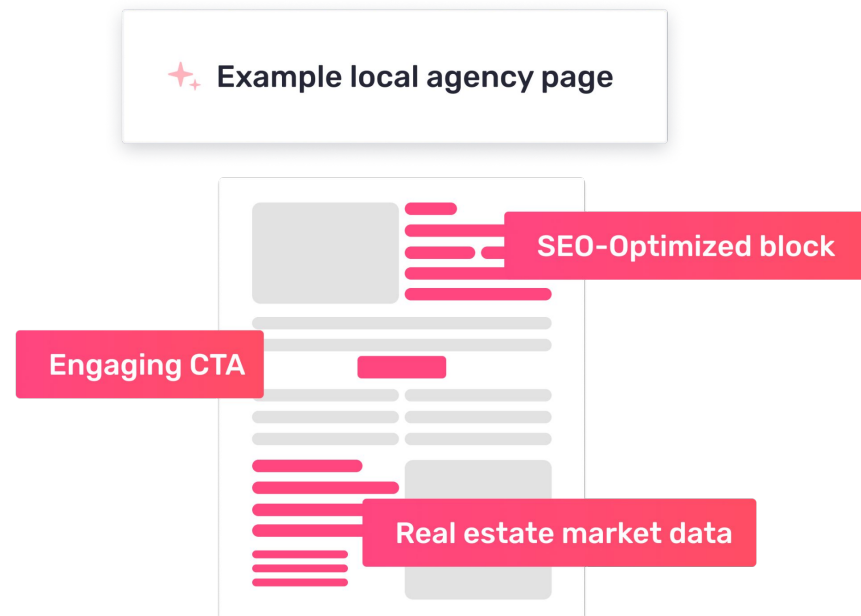 Example local agency page
SEO-Optimized block
Engaging CTA
Real estate market data